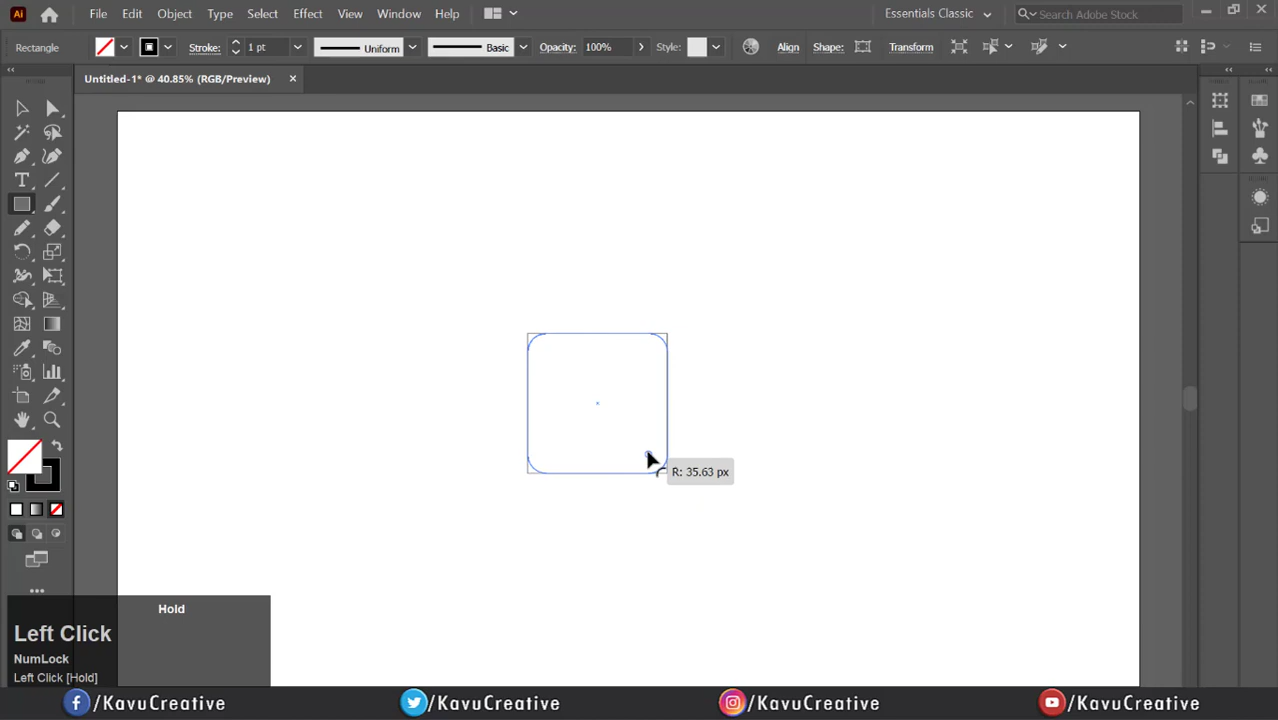 Ai File Edit Object Type Select Effect View Window Help Essentials Classic Search Adobe Stock
Rectangle Stroke: 1 pt Uniform Basic Opacity: 100% Style: Align Shape: Transform
Untitled-1* @ 40.85% (RGB/Preview)
R: 35.63 px
Hold
Left Click
NumLock
Left Click [Hold]
/KavuCreative /KavuCreative /KavuCreative /KavuCreative